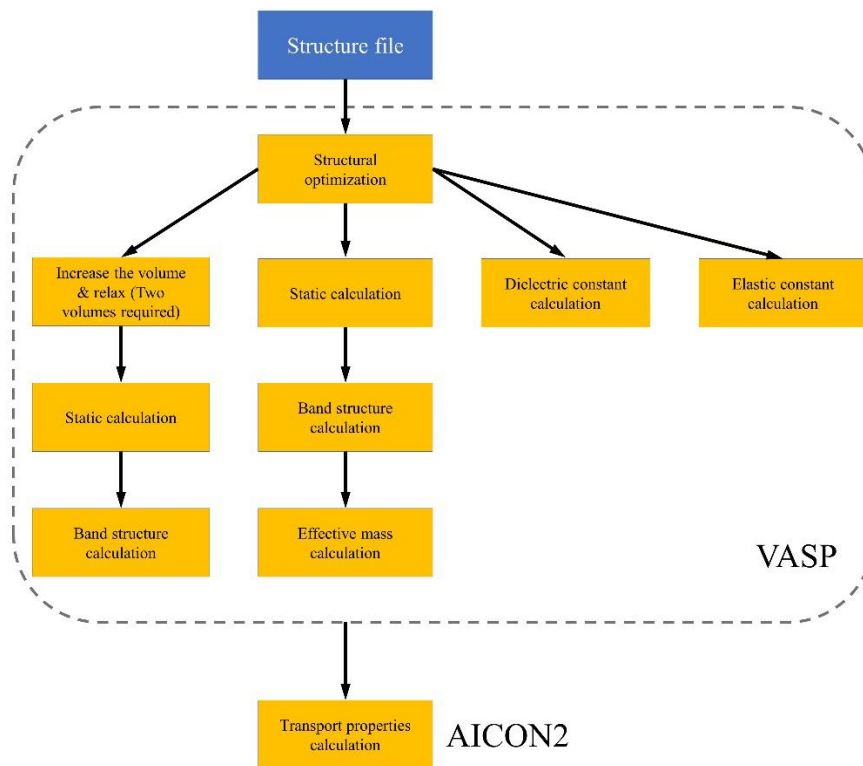 Structure file
Structural
optimization
Increase the volume
& relax (Two
volumes required)
Static calculation
Dielectric constant
calculation
Elastic constant
calculation
Static calculation
Band structure
calculation
Band structure
calculation
Effective mass
calculation
VASP
Transport properties
calculation
AICON2